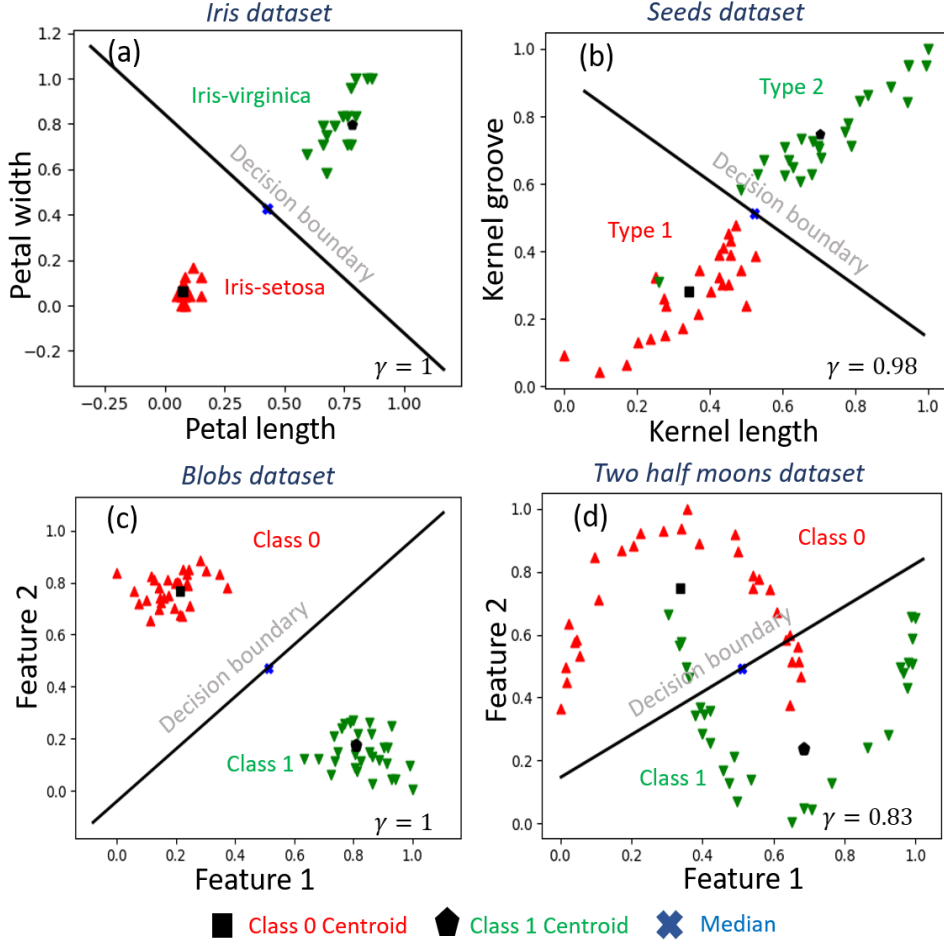 Iris dataset
(a)
Iris-virginica
Decision boundary
Iris-setosa
γ = 1
1.2
1.0
0.8
0.6
0.4
0.2
0.0
−0.2
−0.25
0.00
0.25
0.50
0.75
1.00
Petal width
Petal length
Seeds dataset
(b)
Type 2
Decision boundary
Type 1
γ = 0.98
1.0
0.8
0.6
0.4
0.2
0.0
0.0
0.2
0.4
0.6
0.8
1.0
Kernel groove
Kernel length
Blobs dataset
(c)
Class 0
Decision boundary
Class 1
γ = 1
1.0
0.8
0.6
0.4
0.2
0.0
0.0
0.2
0.4
0.6
0.8
1.0
Feature 2
Feature 1
Two half moons dataset
(d)
Class 0
Decision boundary
Class 1
γ = 0.83
1.0
0.8
0.6
0.4
0.2
0.0
0.0
0.2
0.4
0.6
0.8
1.0
Feature 2
Feature 1
Class 0 Centroid
Class 1 Centroid
Median